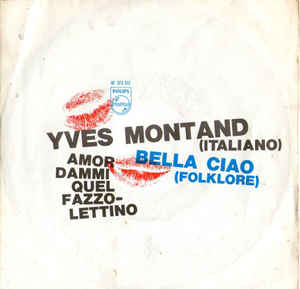 PHILIPS
YVES MONTAND
(ITALIANO)
AMOR
DAMMI
QUEL
FAZZO-
LETTINO
BELLA CIAO
(FOLKLORE)